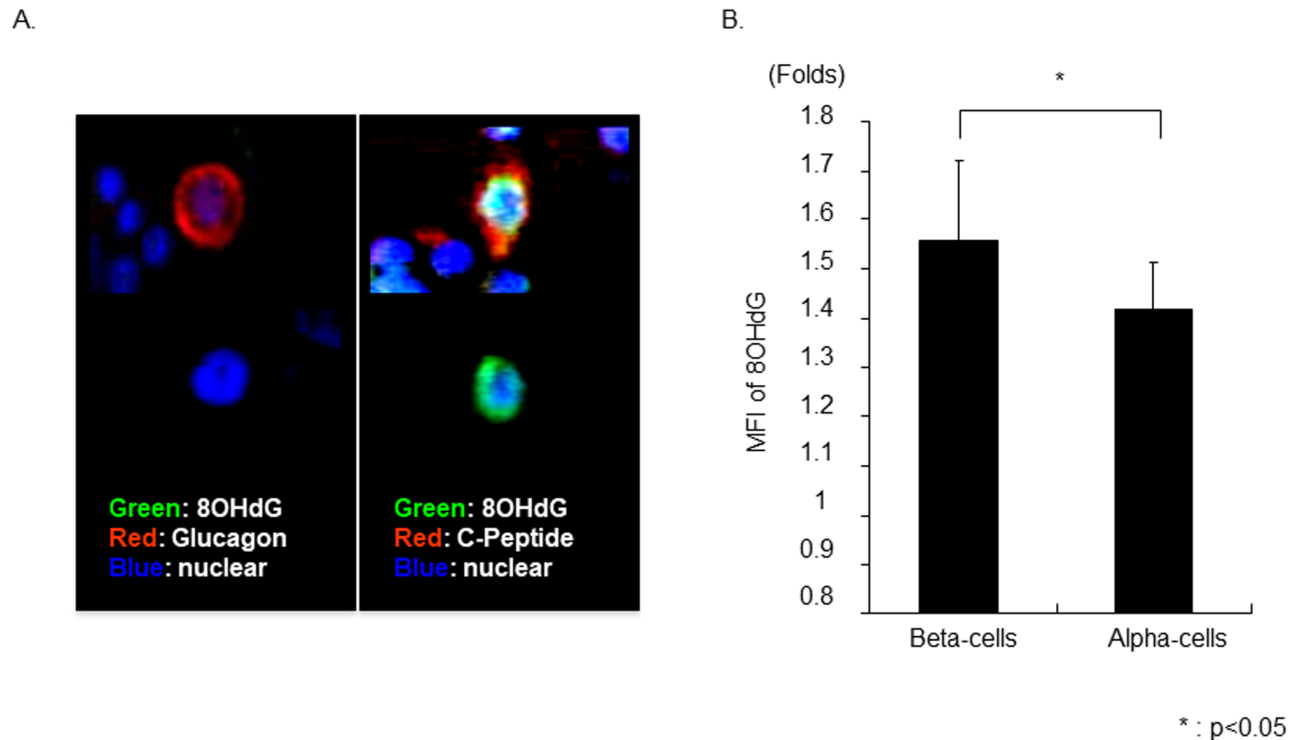 A.
Green: 8OHdG
Red: Glucagon
Blue: nuclear
Green: 8OHdG
Red: C-Peptide
Blue: nuclear
B.
(Folds)
*
1.8
1.7
1.6
1.5
1.4
1.3
1.2
1.1
1
0.9
0.8
MFI of 8OHdG
Beta-cells
Alpha-cells
* : p<0.05